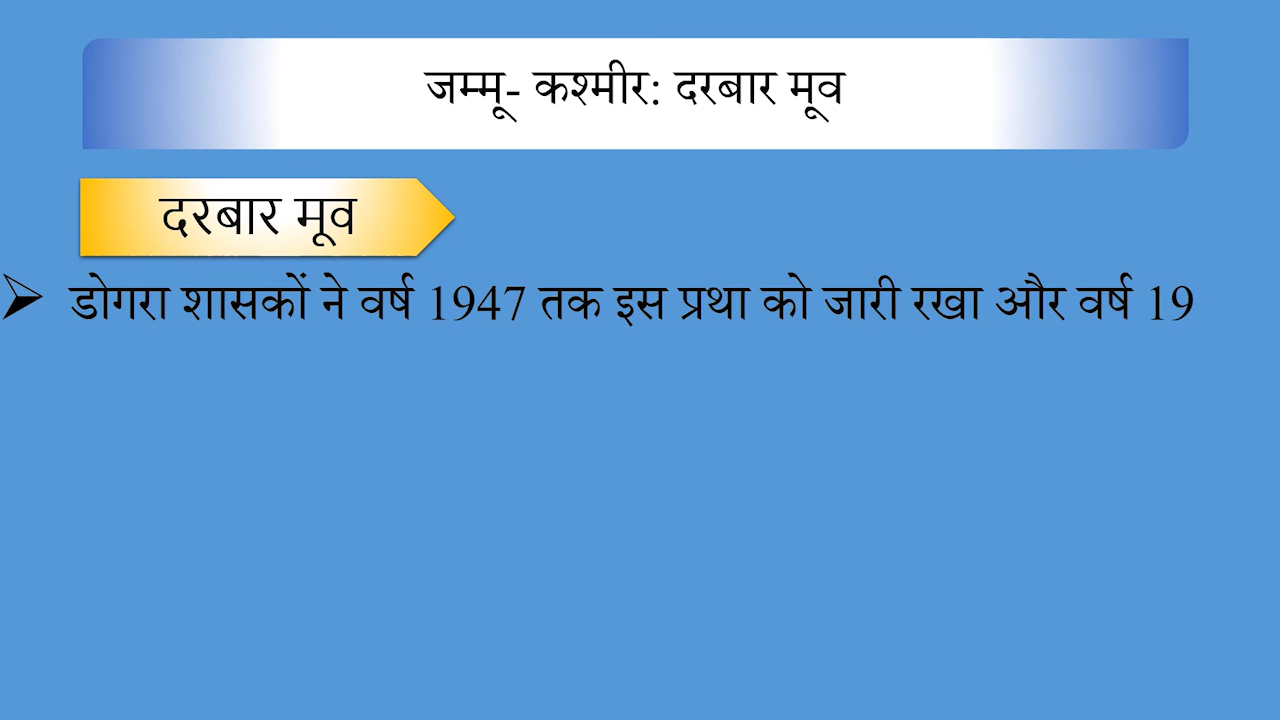 जम्मू- कश्मीर: दरबार मूव
दरबार मूव
डोगरा शासकों ने वर्ष 1947 तक इस प्रथा को जारी रखा और वर्ष 19